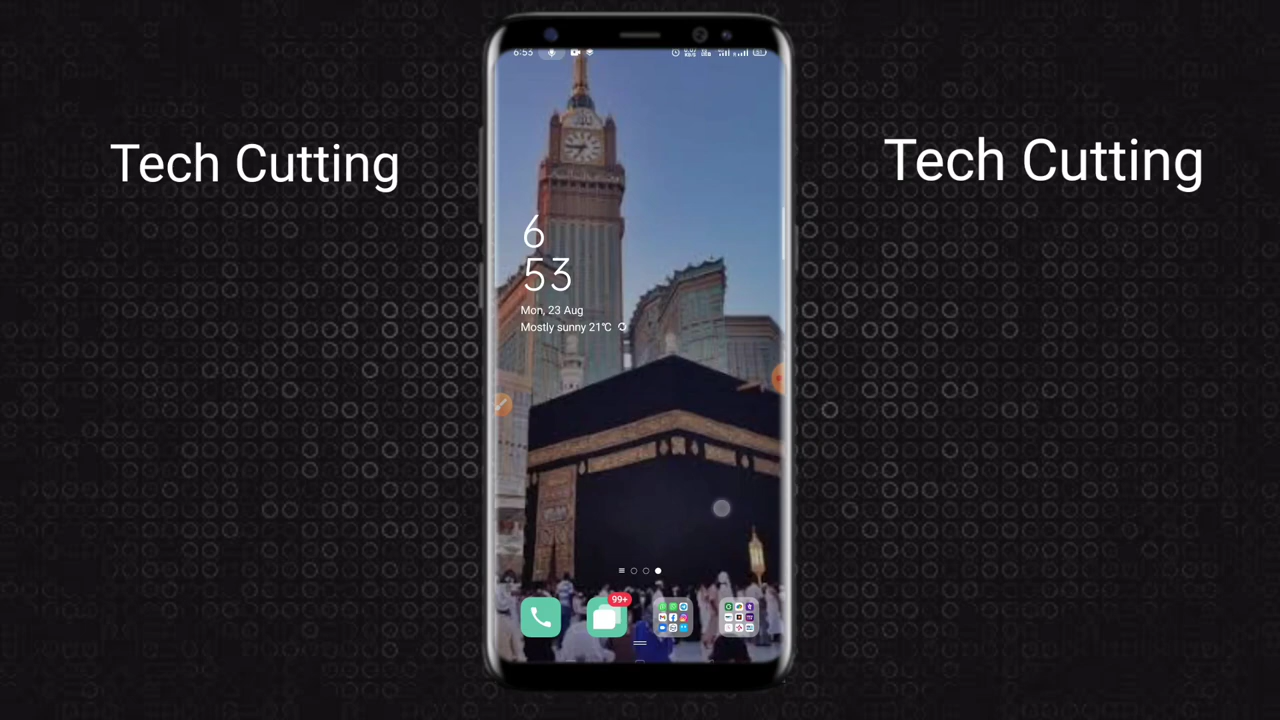 Tech Cutting
Tech Cutting
6:53
6
53
Mon, 23 Aug
Mostly sunny 21℃
99+